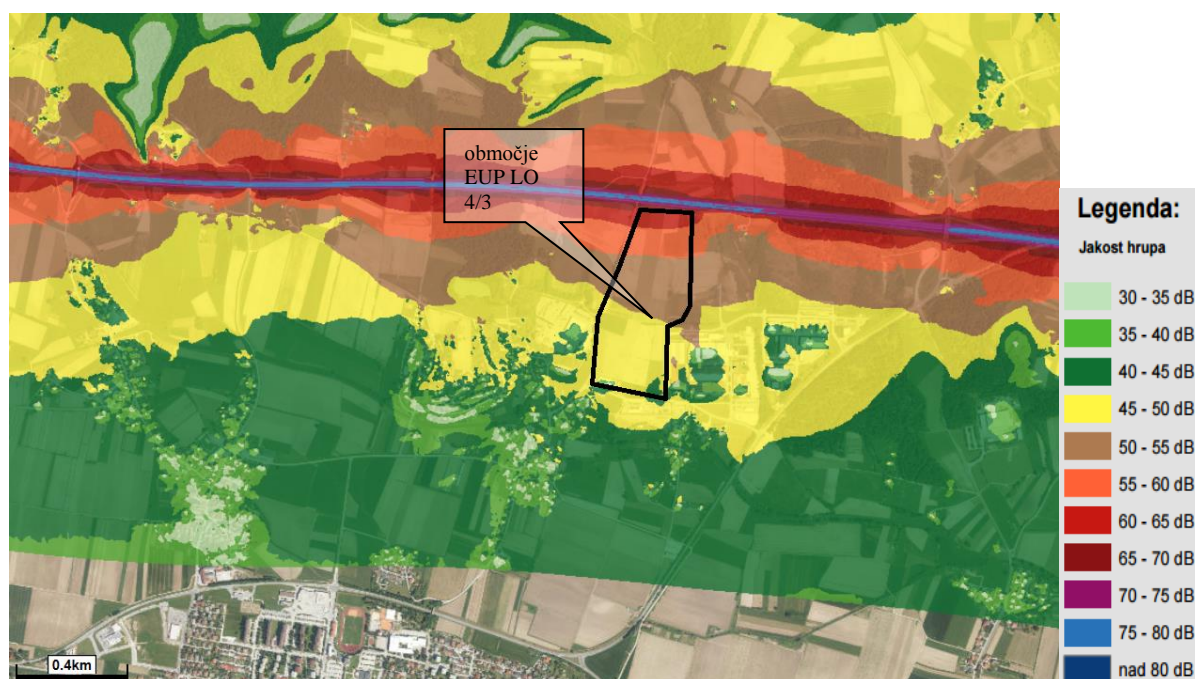 območje
EUP LO
4/3
0.4km
Legenda:
Jakost hrupa
30 - 35 dB
35 - 40 dB
40 - 45 dB
45 - 50 dB
50 - 55 dB
55 - 60 dB
60 - 65 dB
65 - 70 dB
70 - 75 dB
75 - 80 dB
nad 80 dB